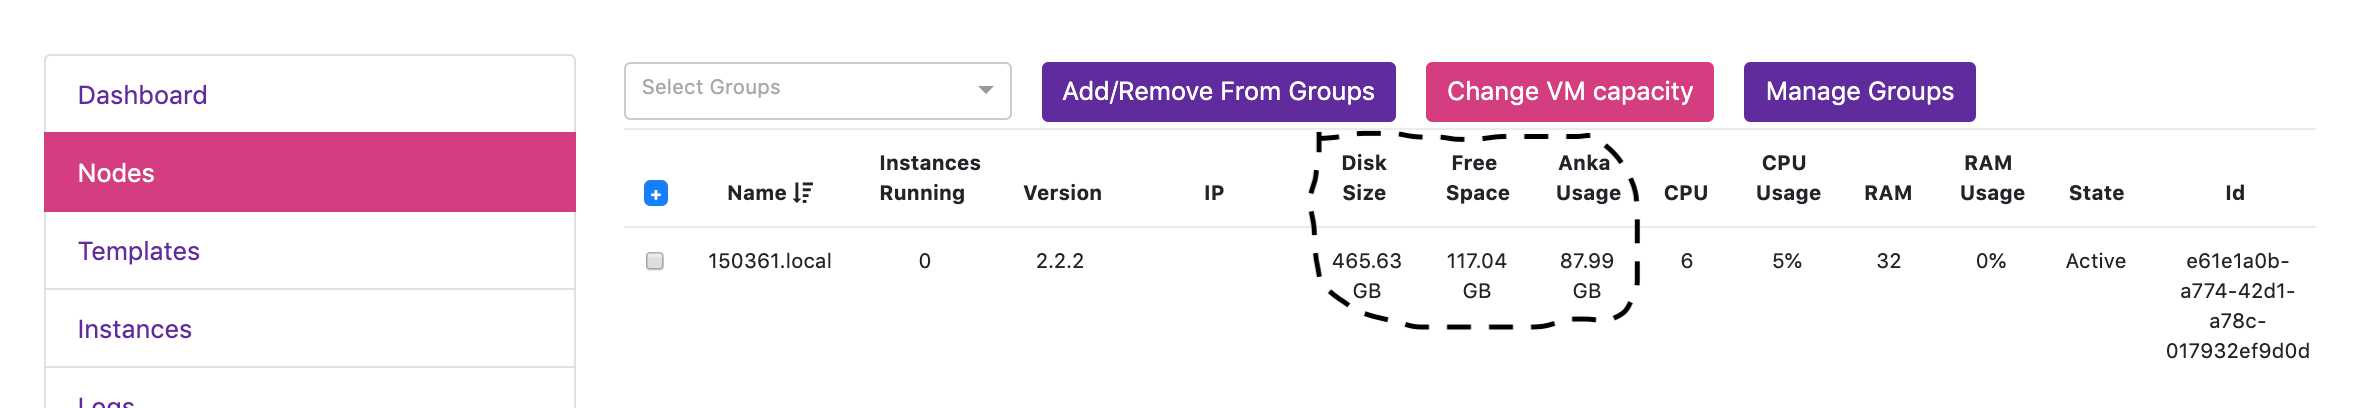 Dashboard
Nodes
Templates
Instances
Logs
Select Groups
Add/Remove From Groups
Change VM capacity
Manage Groups
Name
Instances
Running
Version
IP
Disk
Size
Free
Space
Anka
Usage
CPU
CPU
Usage
RAM
RAM
Usage
State
Id
150361.local
0
2.2.2
465.63
GB
117.04
GB
87.99
GB
6
5%
32
0%
Active
e61e1a0b-
a774-42d1-
a78c-
017932ef9d0d